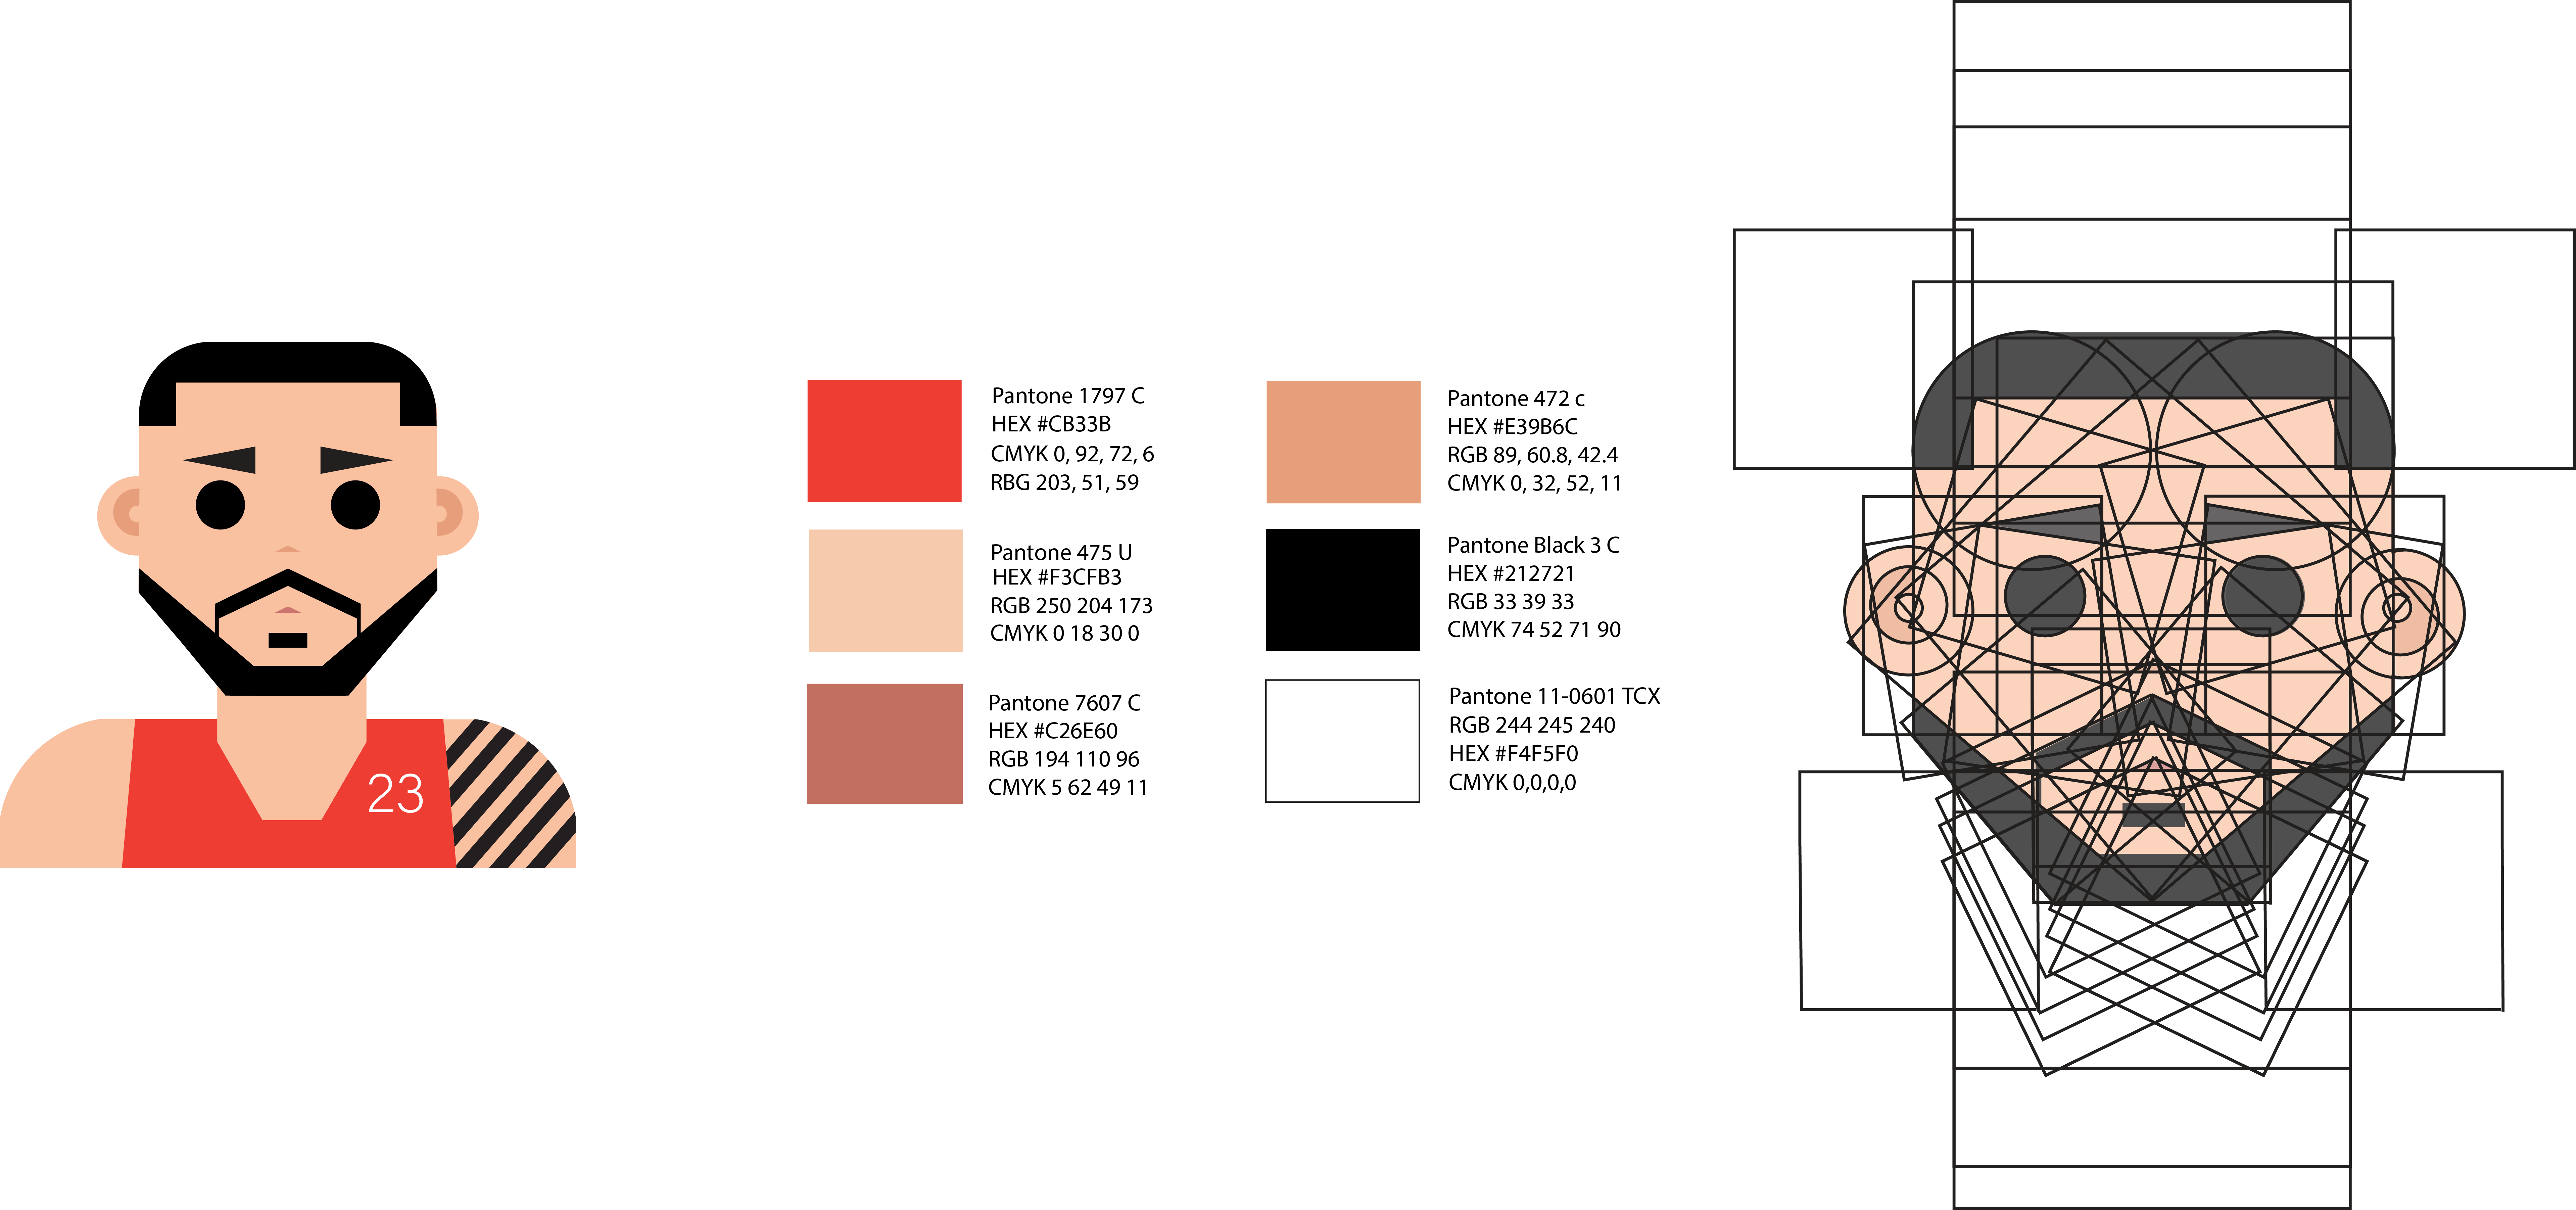 23
Pantone 1797 C
HEX #CB33B
CMYK 0, 92, 72, 6
RBG 203, 51, 59
Pantone 475 U
HEX #F3CFB3
RGB 250 204 173
CMYK 0 18 30 0
Pantone 7607 C
HEX #C26E60
RGB 194 110 96
CMYK 5 62 49 11
Pantone 472 c
HEX #E39B6C
RGB 89, 60.8, 42.4
CMYK 0, 32, 52, 11
Pantone Black 3 C
HEX #212721
RGB 33 39 33
CMYK 74 52 71 90
Pantone 11-0601 TCX
RGB 244 245 240
HEX #F4F5F0
CMYK 0,0,0,0